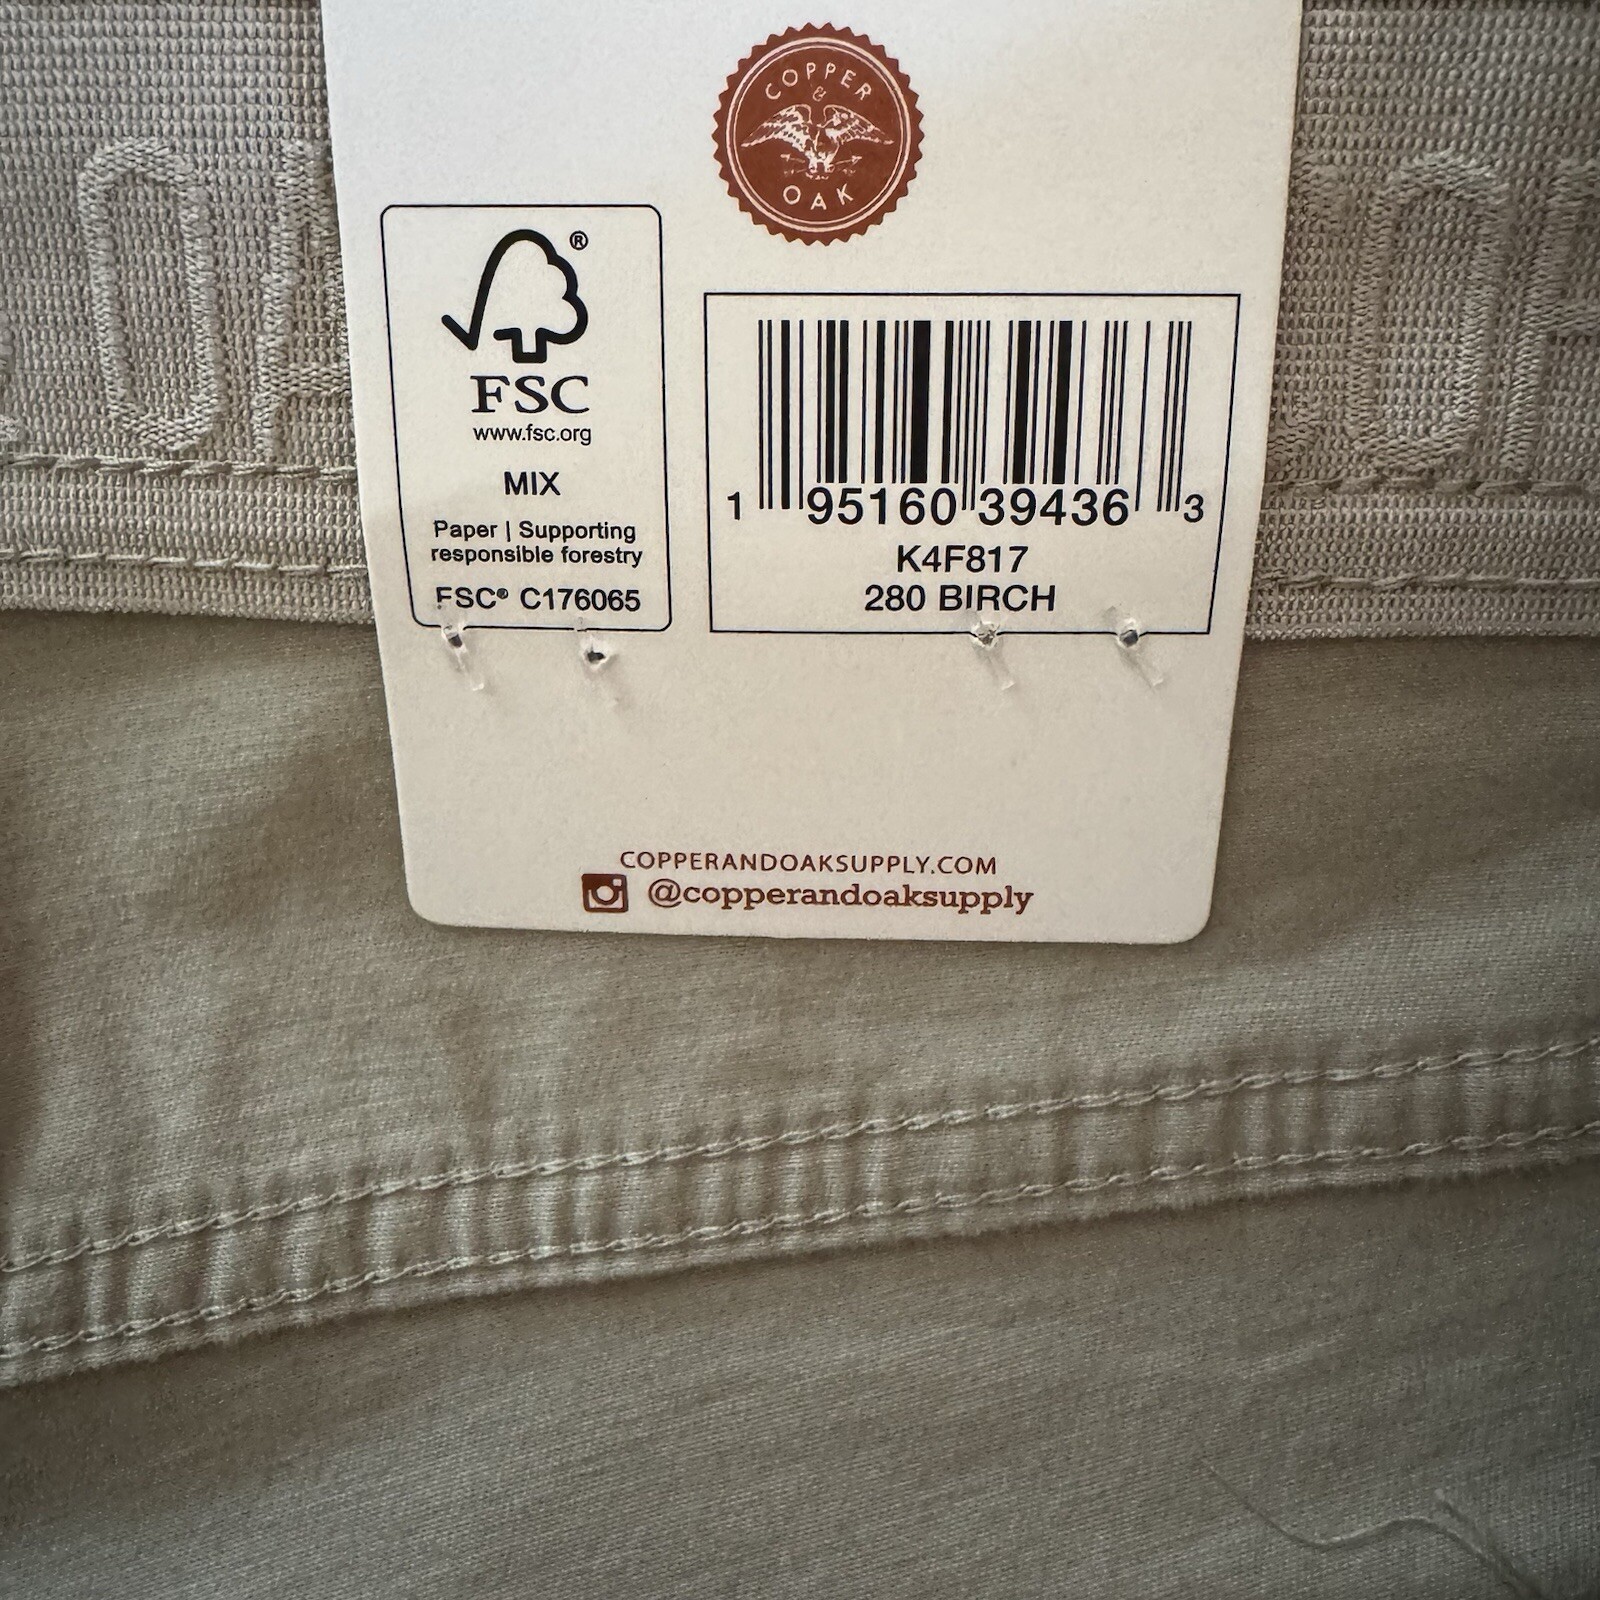 COPPER
&
OAK
®
FSC
www.fsc.org
MIX
Paper | Supporting
responsible forestry
FSC® C176065
1 95160 39436 3
K4F817
280 BIRCH
COPPERANDOAKSUPPLY.COM
@copperandoaksupply